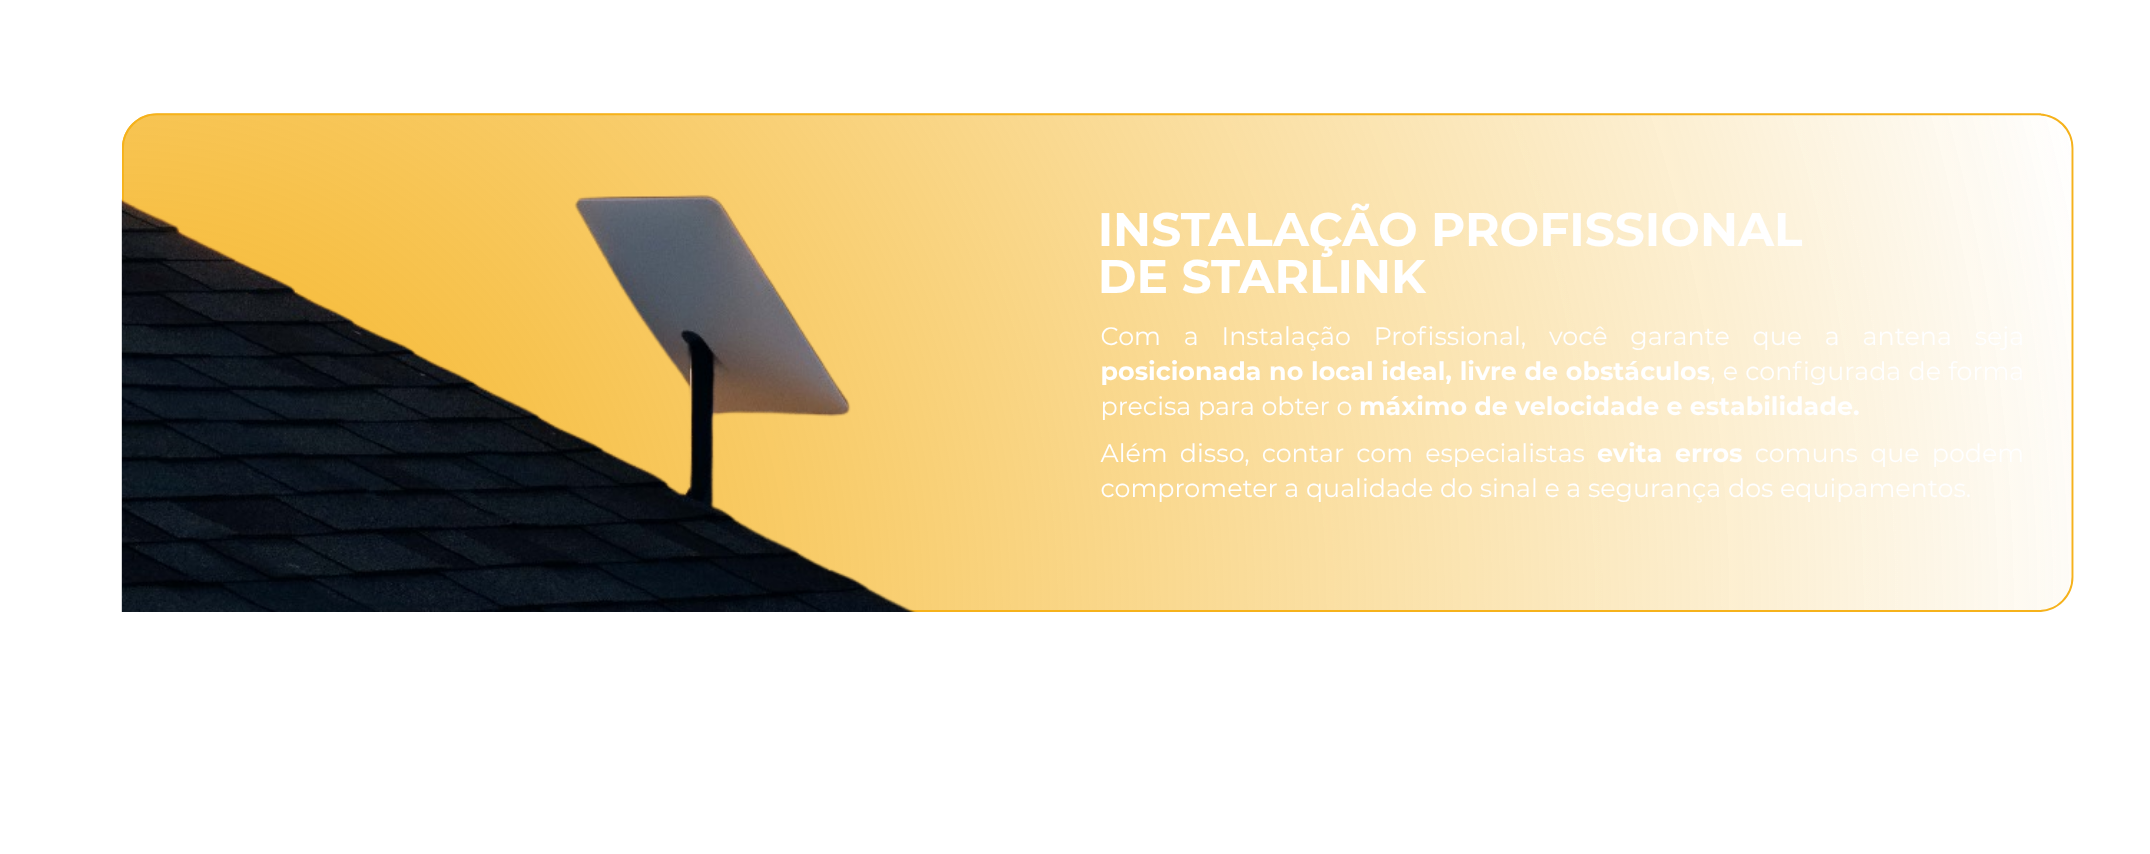 INSTALAÇÃO PROFISSIONAL
DE STARLINK
Com a Instalação Profissional, você garante que a antena seja
posicionada no local ideal, livre de obstáculos, e configurada de forma
precisa para obter o máximo de velocidade e estabilidade.
Além disso, contar com especialistas evita erros comuns que podem
comprometer a qualidade do sinal e a segurança dos equipamentos.